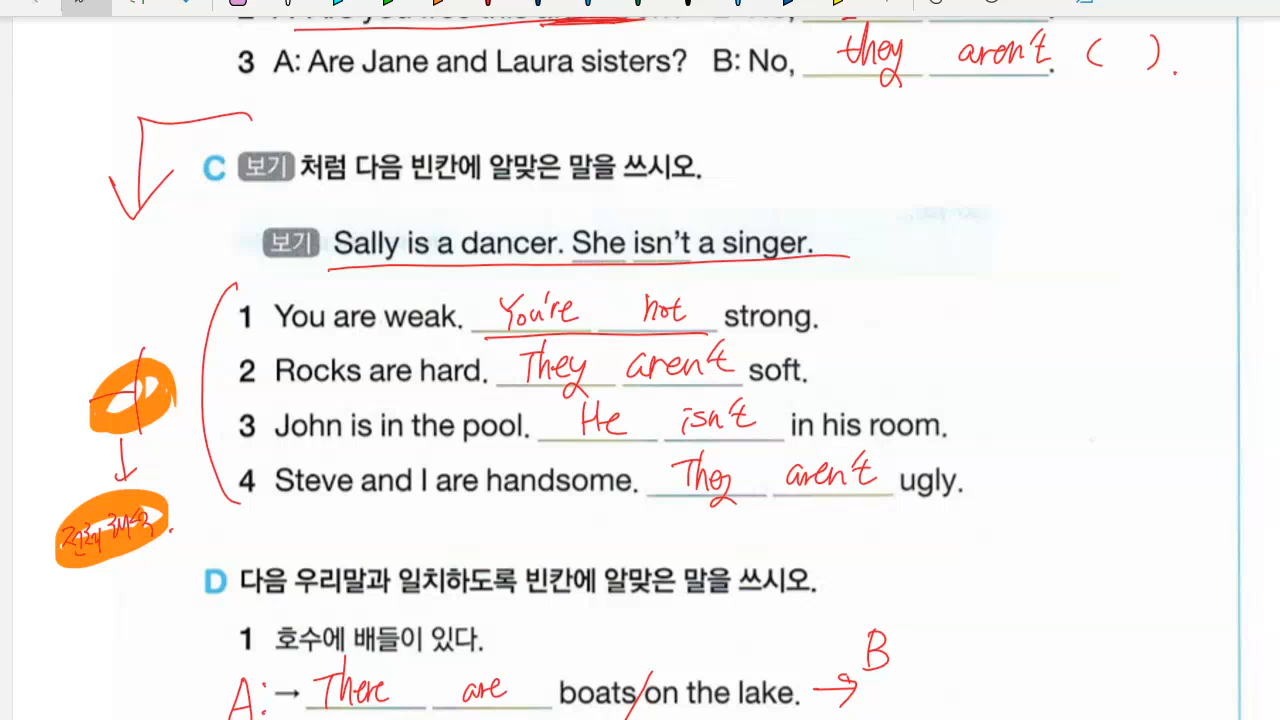 3 A: Are Jane and Laura sisters? B: No, they aren't. ( ).
C 보기 처럼 다음 빈칸에 알맞은 말을 쓰시오.
보기 Sally is a dancer. She isn't a singer.
1 You are weak. You're not strong.
2 Rocks are hard. They aren't soft.
3 John is in the pool. He isn't in his room.
4 Steve and I are handsome. They aren't ugly.
D 다음 우리말과 일치하도록 빈칸에 알맞은 말을 쓰시오.
1 호수에 배들이 있다.
B
A: → There are boats/on the lake. →